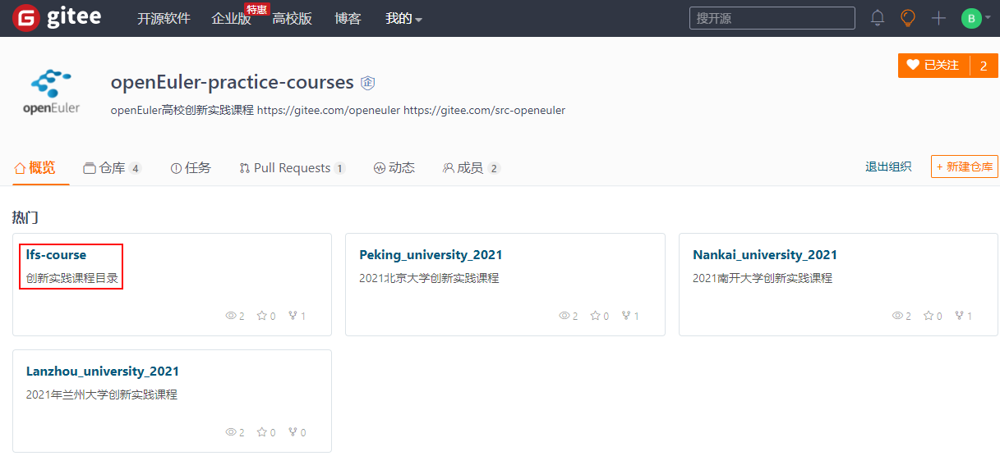 gitee 开源软件 企业版 特惠 高校版 博客 我的 搜开源 B
已关注 2
openEuler
openEuler-practice-courses 企
openEuler高校创新实践课程 https://gitee.com/openeuler https://gitee.com/src-openeuler
概览 仓库 4 任务 Pull Requests 1 动态 成员 2 退出组织 + 新建仓库
热门
lfs-course
创新实践课程目录
2 0 1
Peking_university_2021
2021北京大学创新实践课程
2 0 1
Nankai_university_2021
2021南开大学创新实践课程
2 0 1
Lanzhou_university_2021
2021年兰州大学创新实践课程
2 0 0